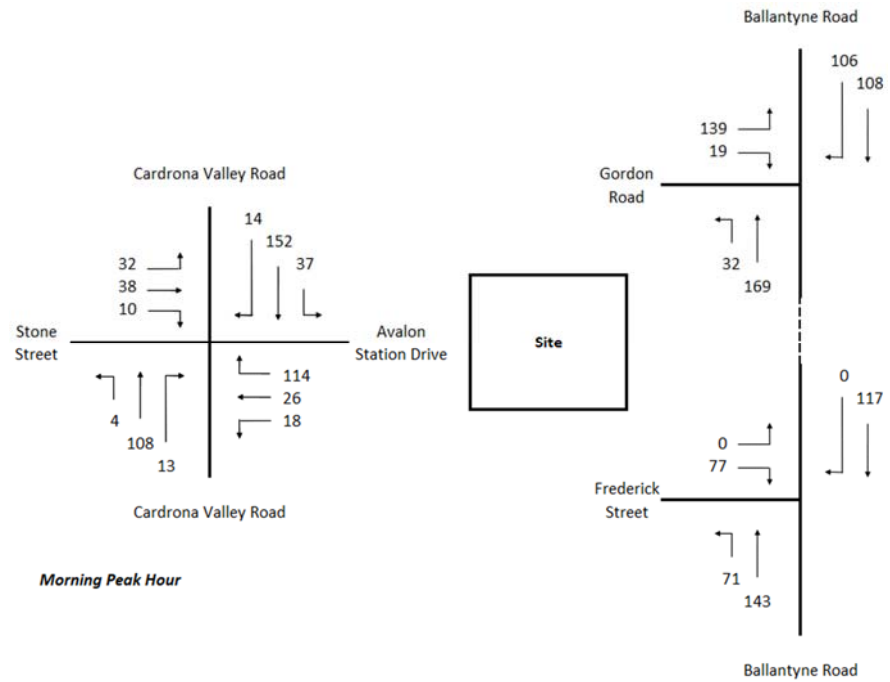 Ballantyne Road
106
108
139
19
Gordon
Road
32
169
Cardrona Valley Road
14
152
37
32
38
10
Stone
Street
Avalon
Station Drive
4
108
13
114
26
18
Cardrona Valley Road
Site
0
117
0
77
Frederick
Street
71
143
Morning Peak Hour
Ballantyne Road